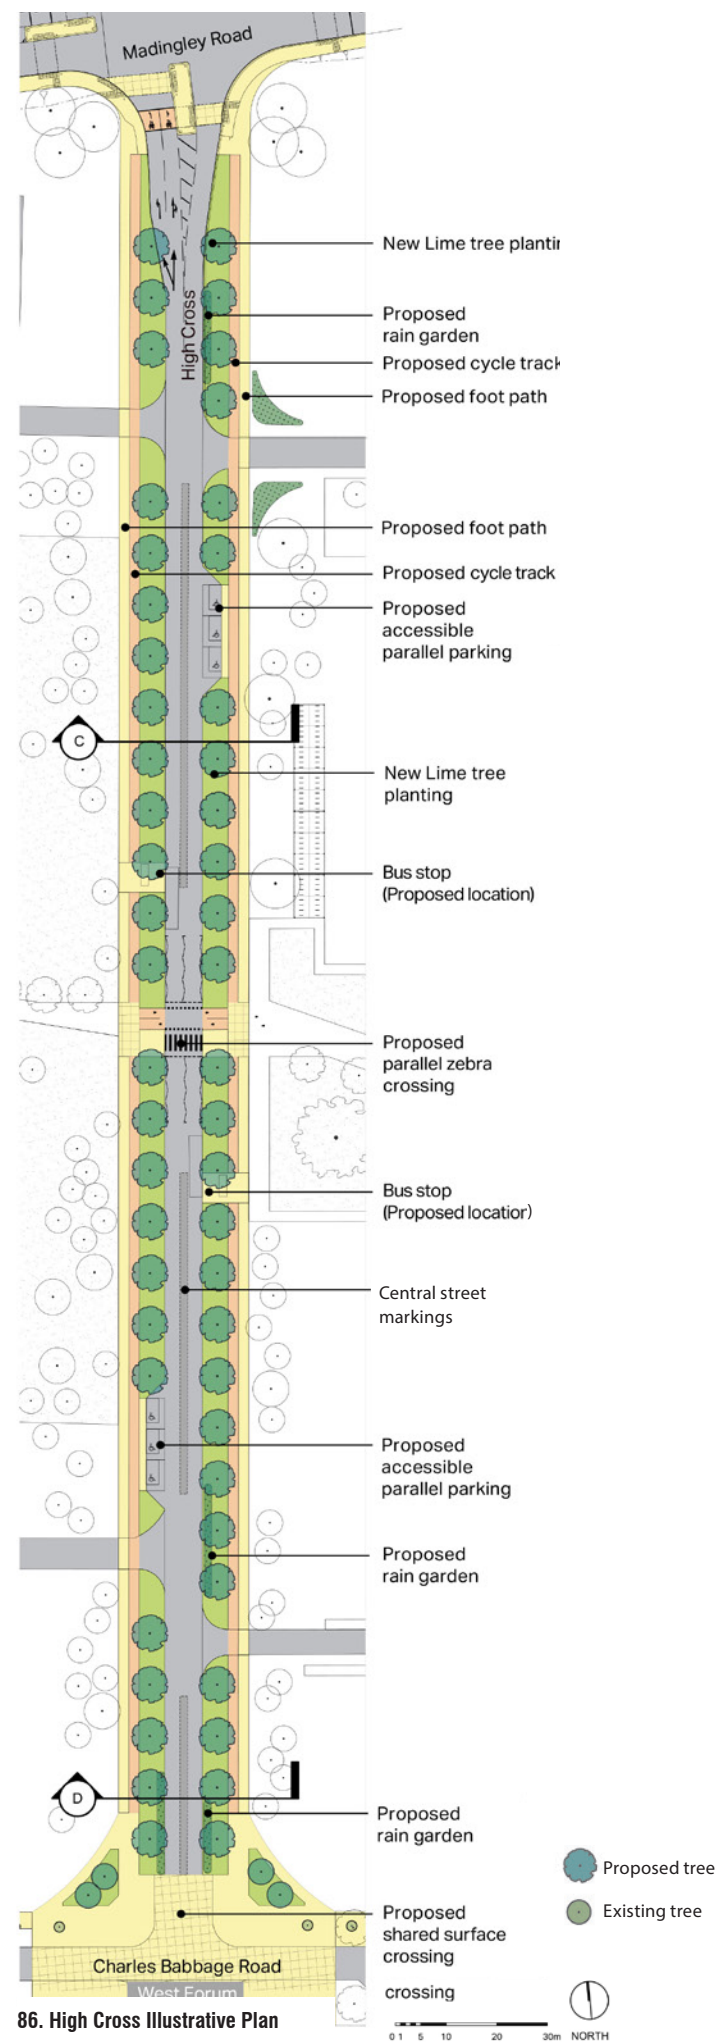 Madingley Road
High Cross
New Lime tree plantin
Proposed
rain garden
Proposed cycle track
Proposed foot path
Proposed foot path
Proposed cycle track
Proposed
accessible
parallel parking
C
New Lime tree
planting
Bus stop
(Proposed location)
Proposed
parallel zebra
crossing
Bus stop
(Proposed location)
Central street
markings
Proposed
accessible
parallel parking
Proposed
rain garden
D
Proposed
rain garden
Proposed tree
Existing tree
Proposed
shared surface
crossing
Charles Babbage Road
crossing
West Forum
86. High Cross Illustrative Plan
0 1 5 10 20 30m
NORTH